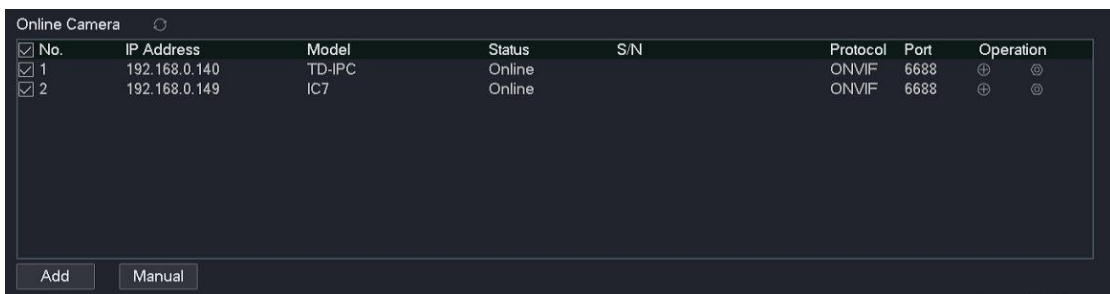 Online Camera
No. IP Address Model Status S/N Protocol Port Operation
1 192.168.0.140 TD-IPC Online ONVIF 6688
2 192.168.0.149 IC7 Online ONVIF 6688
Add Manual